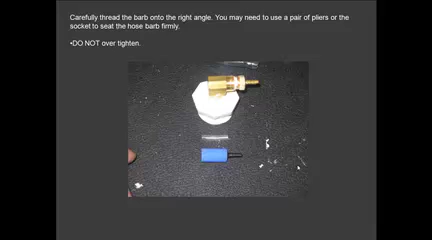 Carefully thread the barb onto the right angle. You may need to use a pair of pliers or the
socket to seat the hose barb firmly.
•DO NOT over tighten.